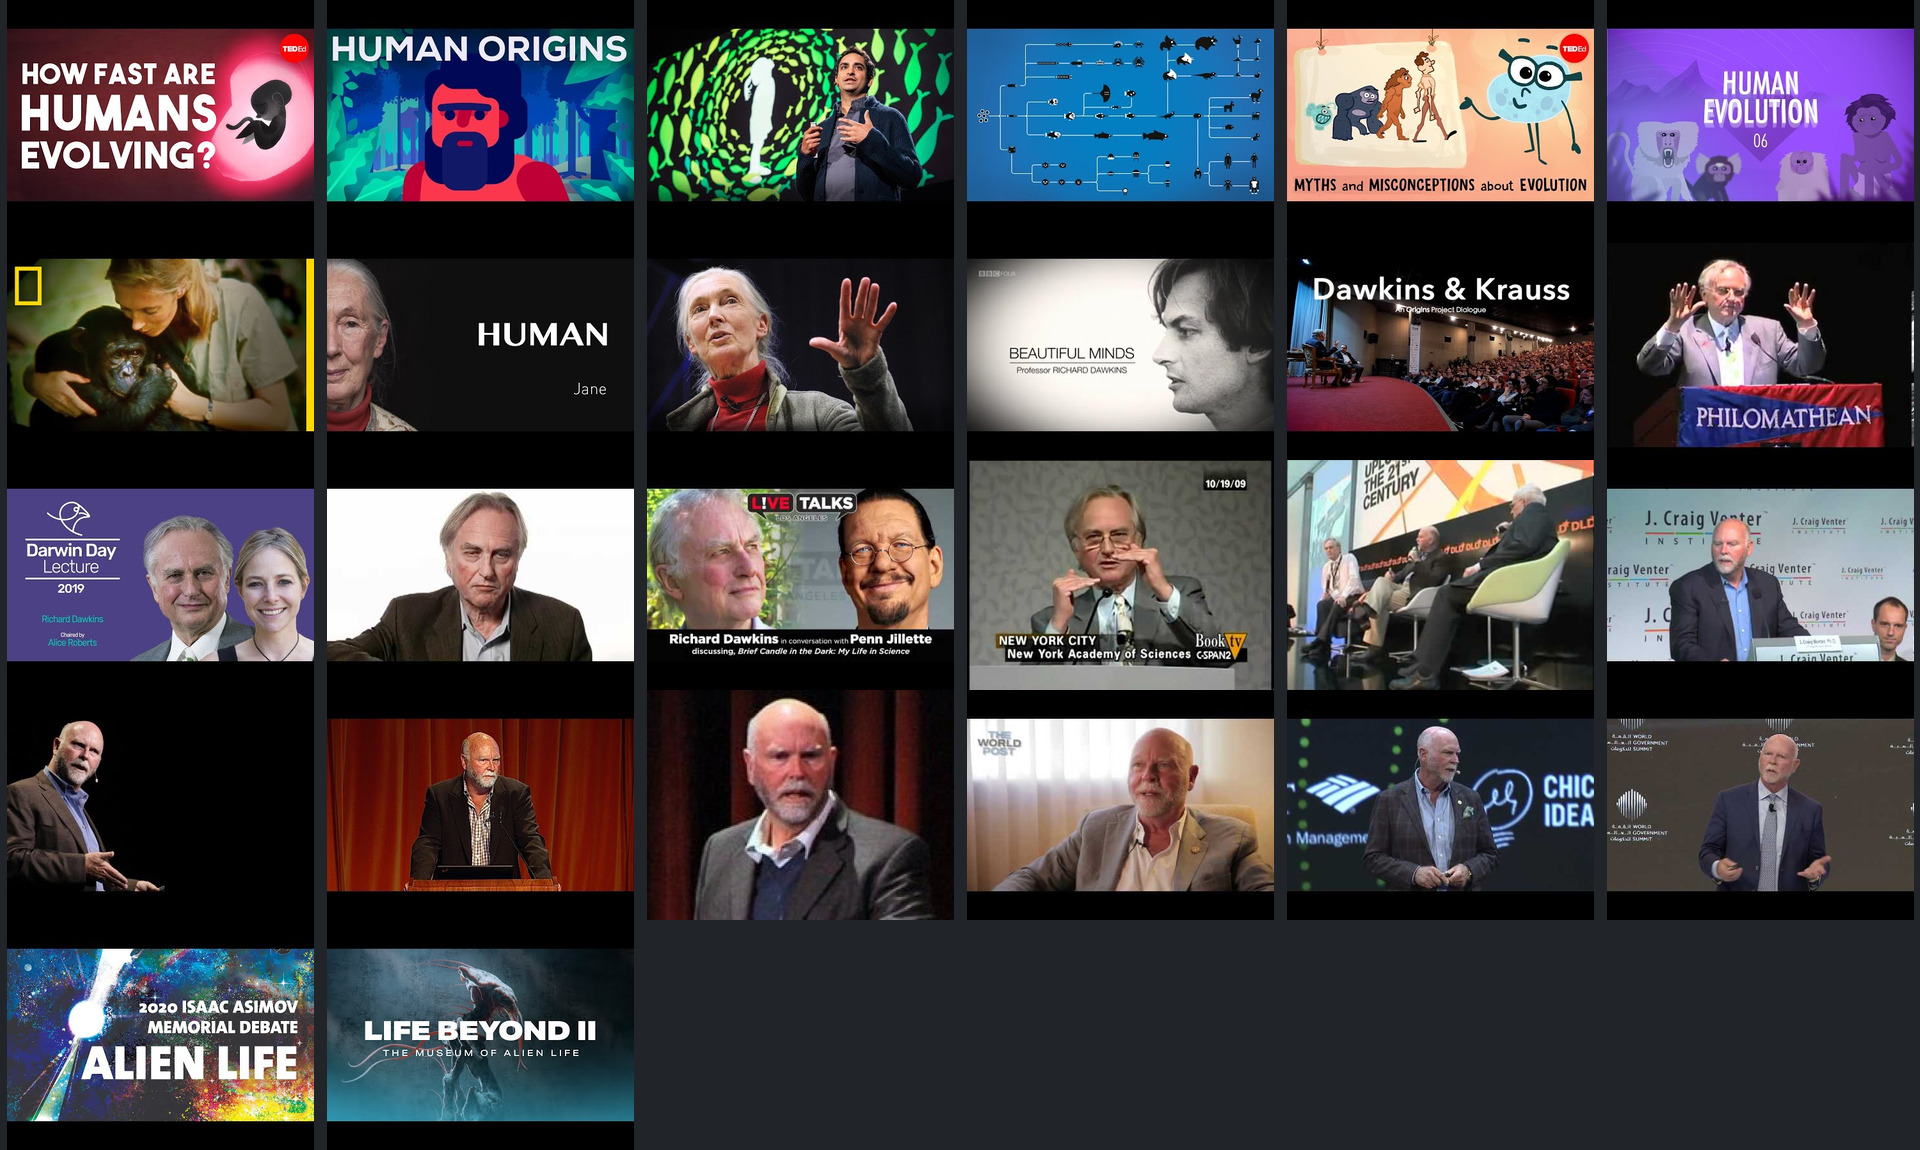 HOW FAST ARE
HUMANS
EVOLVING?
TEDEd
HUMAN ORIGINS
TEDEd
MYTHS and MISCONCEPTIONS about EVOLUTION
HUMAN
EVOLUTION
06
HUMAN
Jane
BBC FOUR
BEAUTIFUL MINDS
Professor RICHARD DAWKINS
Dawkins & Krauss
An Origins Project Dialogue
PHILOMATHEAN
Darwin Day
Lecture
2019
Richard Dawkins
Chaired by
Alice Roberts
LIVE TALKS
LOS ANGELES
Richard Dawkins in conversation with Penn Jillette
discussing, Brief Candle in the Dark: My Life in Science
10/19/09
NEW YORK CITY
New York Academy of Sciences
Book tv
C-SPAN2
THE 21ST
CENTURY
DLD
J. Craig Venter
INSTITUTE
J. Craig Venter
INSTITUTE
J. Craig Venter
THE
WORLD
POST
CHIC
IDEA
Manageme
WORLD
GOVERNMENT
SUMMIT
2020 ISAAC ASIMOV
MEMORIAL DEBATE
ALIEN LIFE
LIFE BEYOND II
THE MUSEUM OF ALIEN LIFE